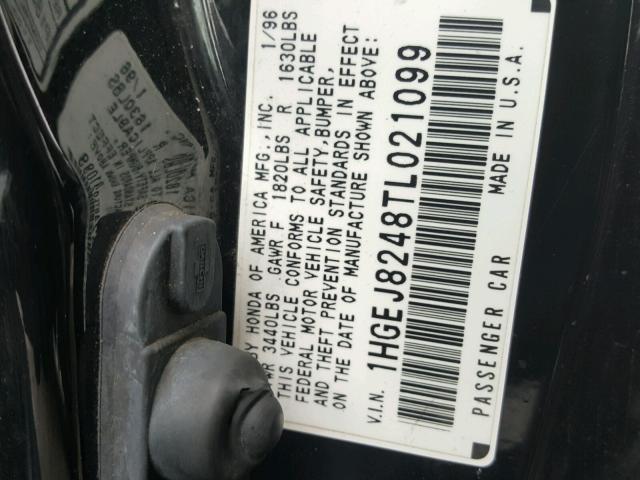 BY HONDA OF AMERICA MFG., INC. 1/96
3440LBS GAWR F 1820LBS R 1630LBS
THIS VEHICLE CONFORMS TO ALL APPLICABLE
FEDERAL MOTOR VEHICLE SAFETY, BUMPER,
AND THEFT PREVENTION STANDARDS IN EFFECT
ON THE DATE OF MANUFACTURE SHOWN ABOVE:
V.I.N. 1HGEJ8248TL021099
PASSENGER CAR MADE IN U.S.A.